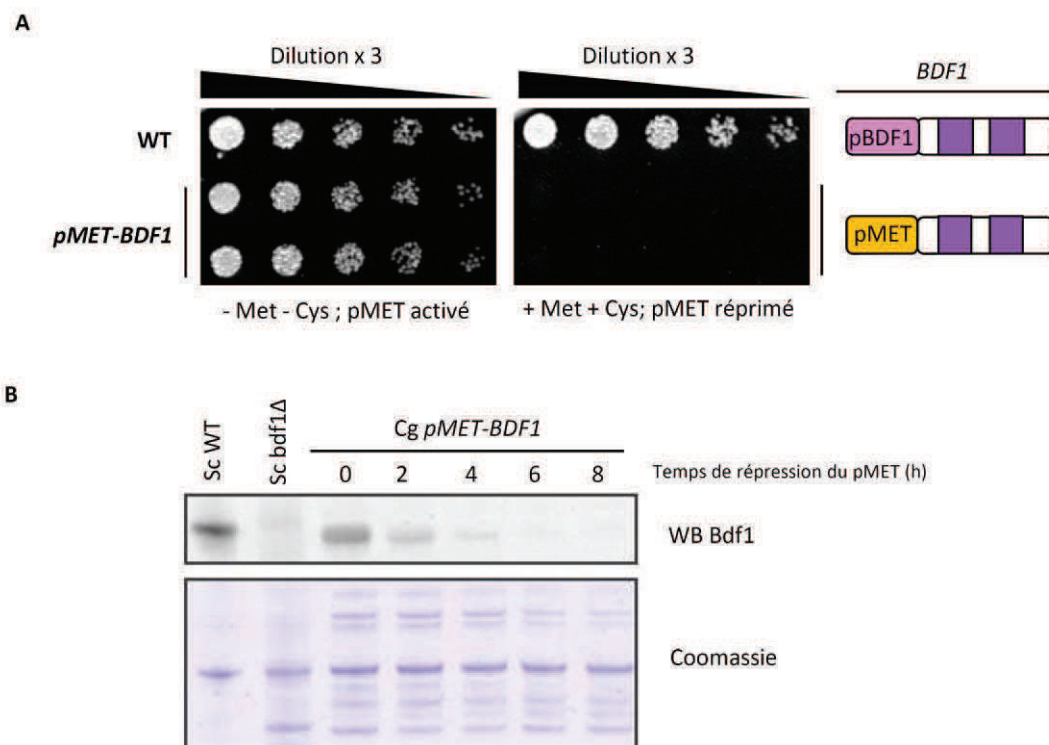 A
Dilution x 3
Dilution x 3
BDF1
WT
pBDF1
pMET-BDF1
pMET
- Met - Cys ; pMET activé
+ Met + Cys; pMET réprimé
B
Sc WT
Sc bdf1Δ
Cg pMET-BDF1
0 2 4 6 8
Temps de répression du pMET (h)
WB Bdf1
Coomassie